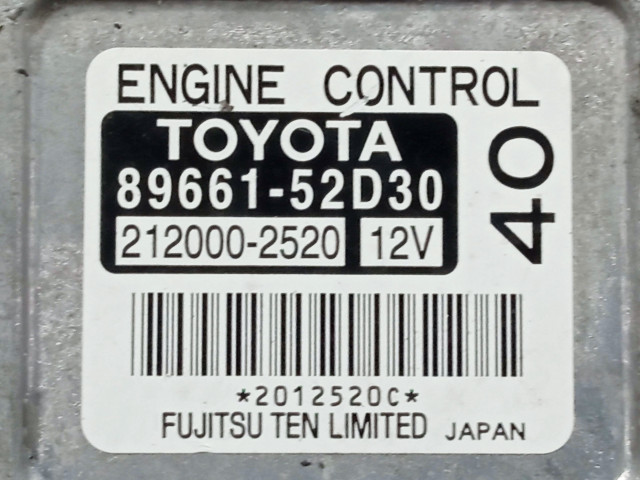 ENGINE CONTROL
TOYOTA
89661-52D30
212000-2520 12V
40
*2012520C*
FUJITSU TEN LIMITED JAPAN